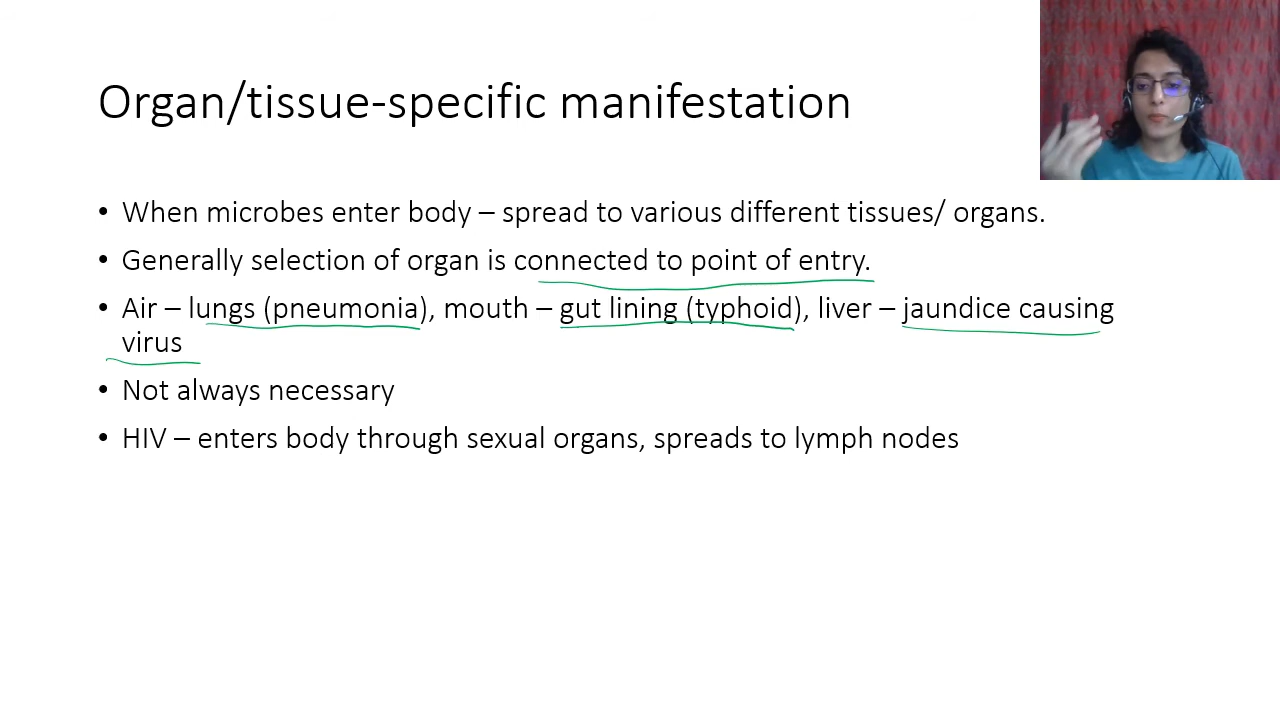 Organ/tissue-specific manifestation
• When microbes enter body – spread to various different tissues/ organs.
• Generally selection of organ is connected to point of entry.
• Air – lungs (pneumonia), mouth – gut lining (typhoid), liver – jaundice causing
virus
• Not always necessary
• HIV – enters body through sexual organs, spreads to lymph nodes